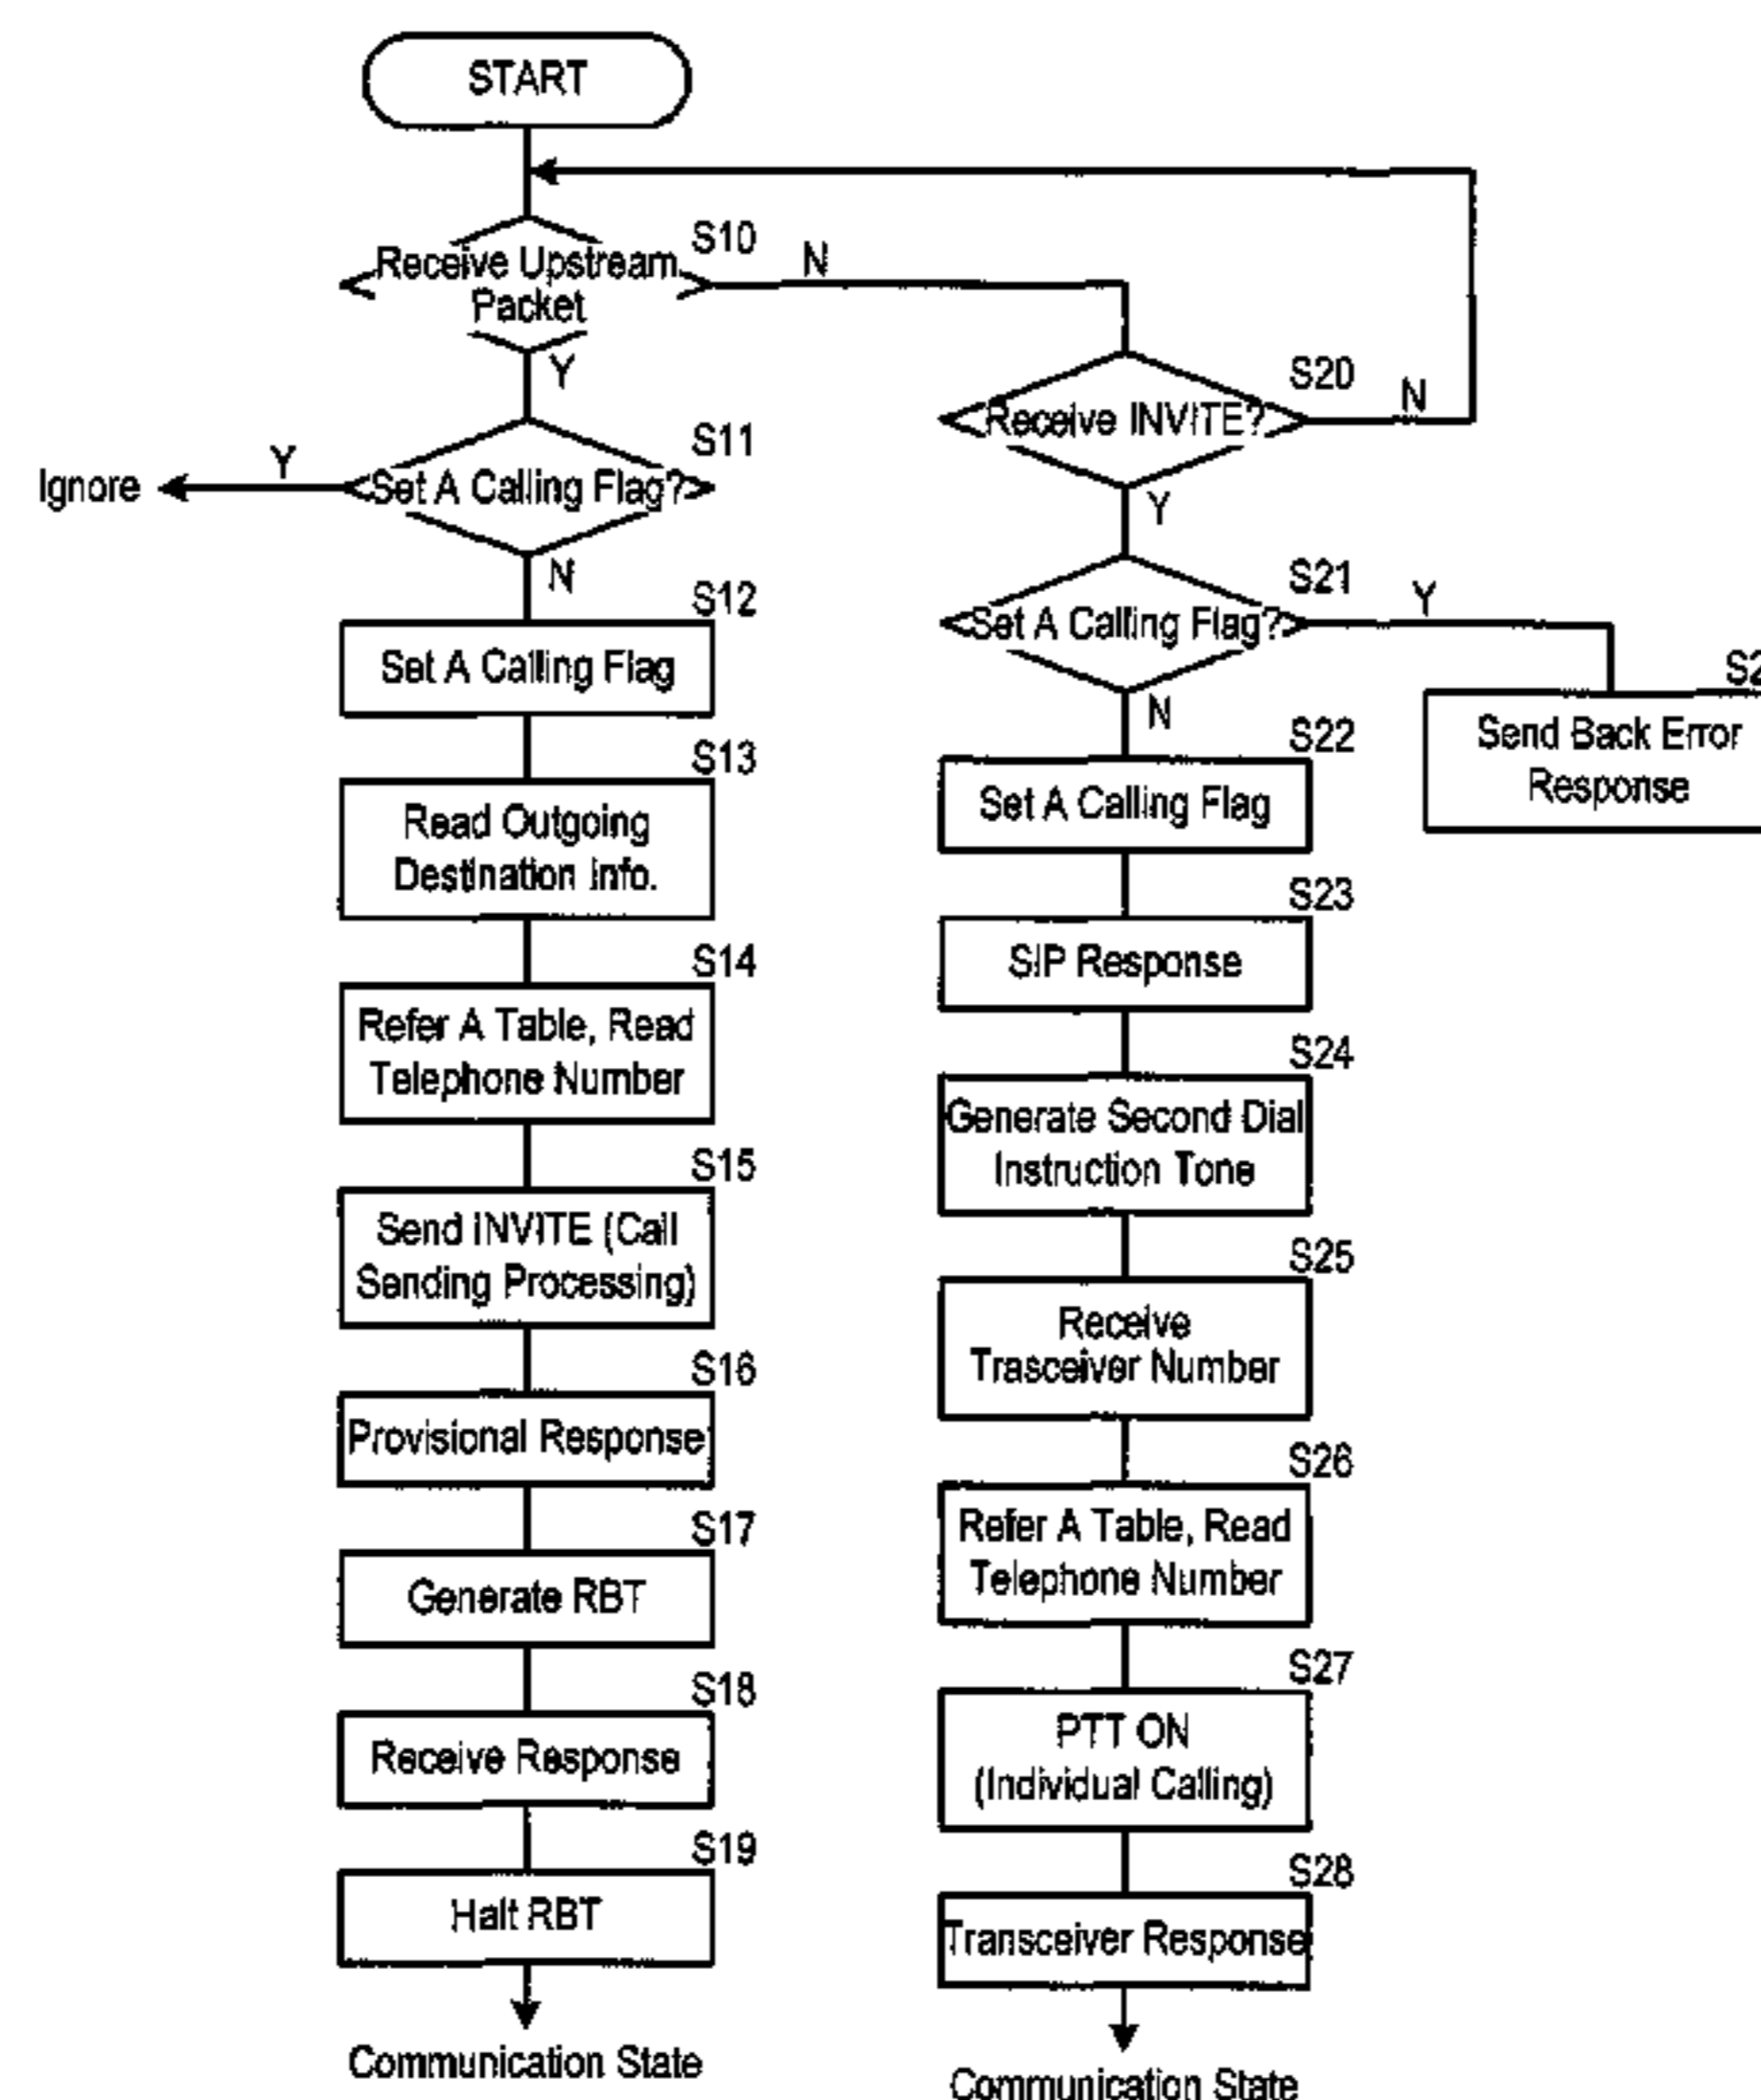 START
S10
N
Receive Upstream
Packet
Y
S11
Y
Ignore
Set A Calling Flag?
N
S12
Set A Calling Flag
S13
Read Outgoing
Destination Info.
S14
Refer A Table, Read
Telephone Number
S15
Send INVITE (Call
Sending Processing)
S16
Provisional Response
S17
Generate RBT
S18
Receive Response
S19
Halt RBT
Communication State
S20
N
Receive INVITE?
Y
S21
Y
Set A Calling Flag?
N
Send Back Error
Response
S22
Set A Calling Flag
S23
SIP Response
S24
Generate Second Dial
Instruction Tone
S25
Receive
Trasceiver Number
S26
Refer A Table, Read
Telephone Number
S27
PTT ON
(Individual Calling)
S28
Transceiver Response
Communication State